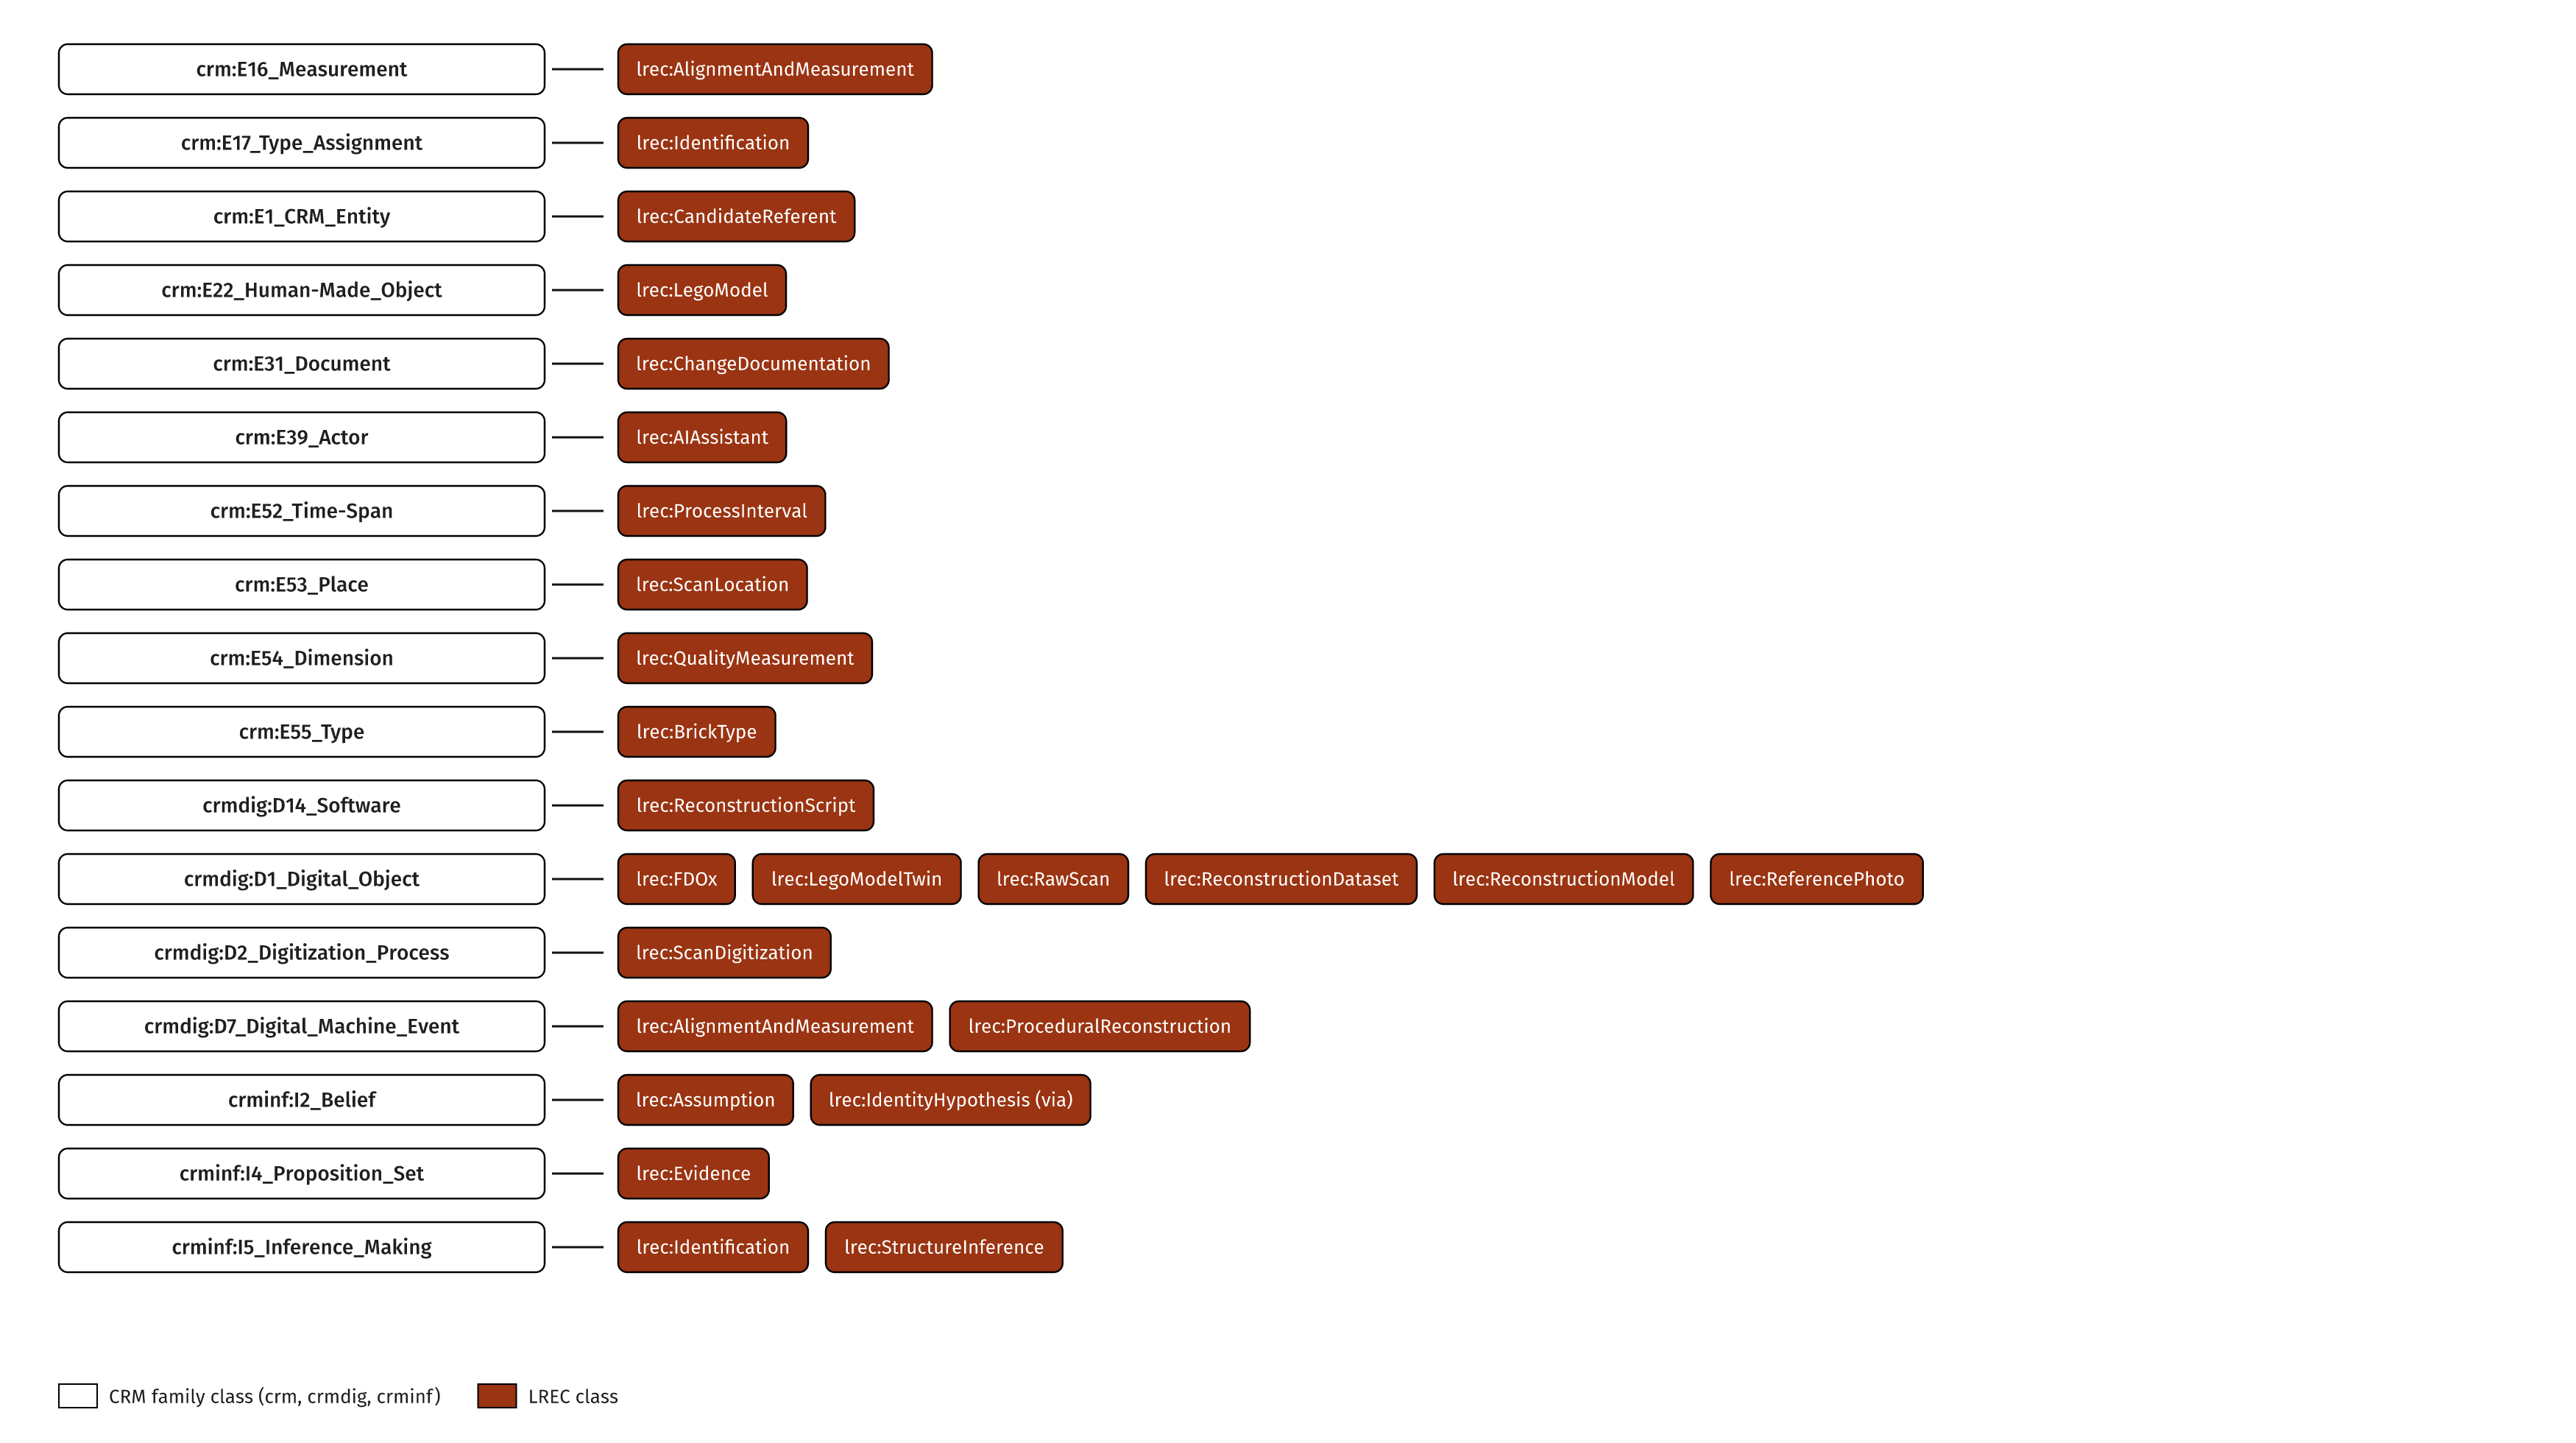 crm:E16_Measurement lrec:AlignmentAndMeasurement
crm:E17_Type_Assignment lrec:Identification
crm:E1_CRM_Entity lrec:CandidateReferent
crm:E22_Human-Made_Object lrec:LegoModel
crm:E31_Document lrec:ChangeDocumentation
crm:E39_Actor lrec:AIAssistant
crm:E52_Time-Span lrec:ProcessInterval
crm:E53_Place lrec:ScanLocation
crm:E54_Dimension lrec:QualityMeasurement
crm:E55_Type lrec:BrickType
crmdig:D14_Software lrec:ReconstructionScript
crmdig:D1_Digital_Object lrec:FDOx lrec:LegoModelTwin lrec:RawScan lrec:ReconstructionDataset lrec:ReconstructionModel lrec:ReferencePhoto
crmdig:D2_Digitization_Process lrec:ScanDigitization
crmdig:D7_Digital_Machine_Event lrec:AlignmentAndMeasurement lrec:ProceduralReconstruction
crminf:I2_Belief lrec:Assumption lrec:IdentityHypothesis (via)
crminf:I4_Proposition_Set lrec:Evidence
crminf:I5_Inference_Making lrec:Identification lrec:StructureInference
CRM family class (crm, crmdig, crminf) LREC class